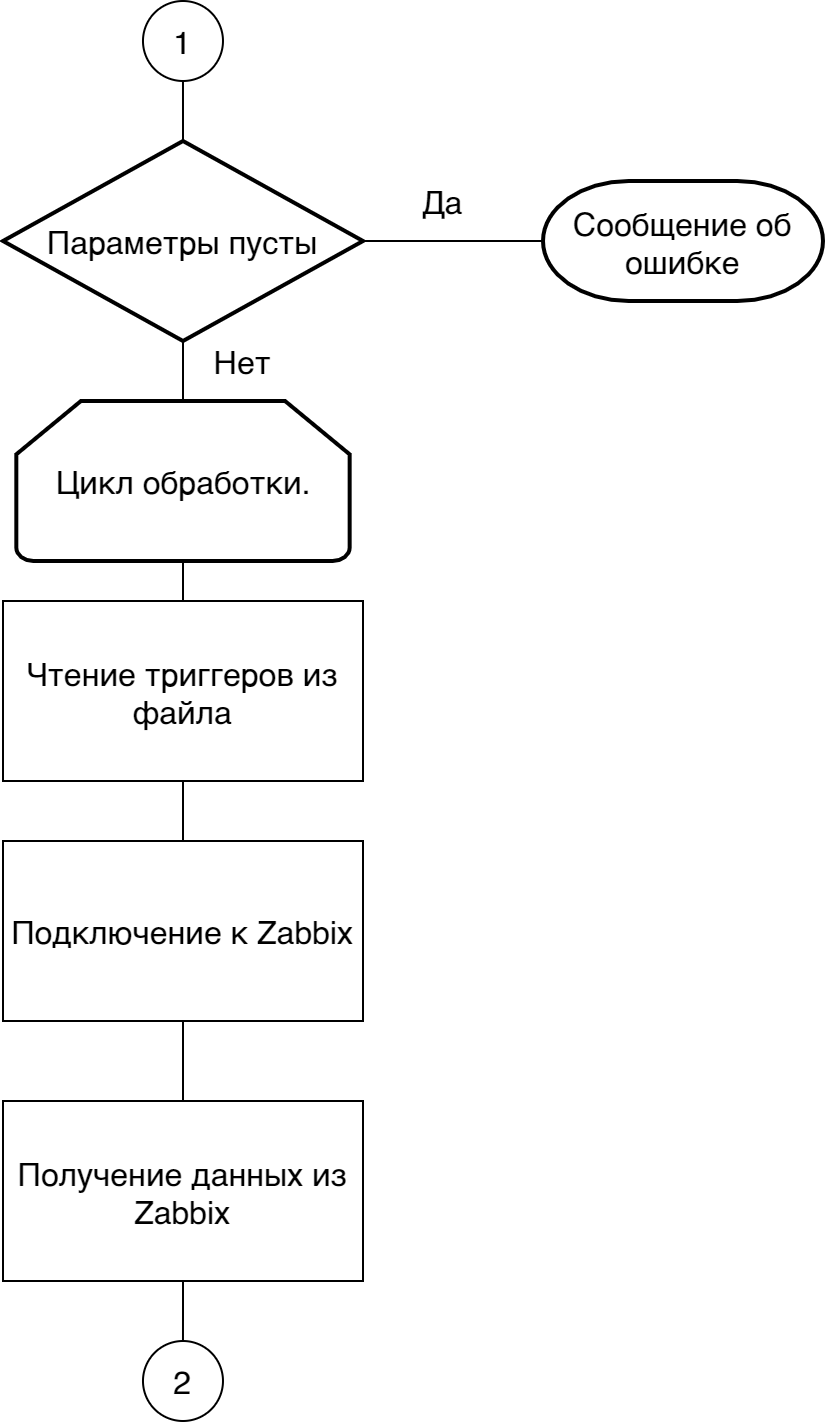 1
Параметры пусты
Да
Сообщение об
ошибке
Нет
Цикл обработки.
Чтение триггеров из
файла
Подключение к Zabbix
Получение данных из
Zabbix
2